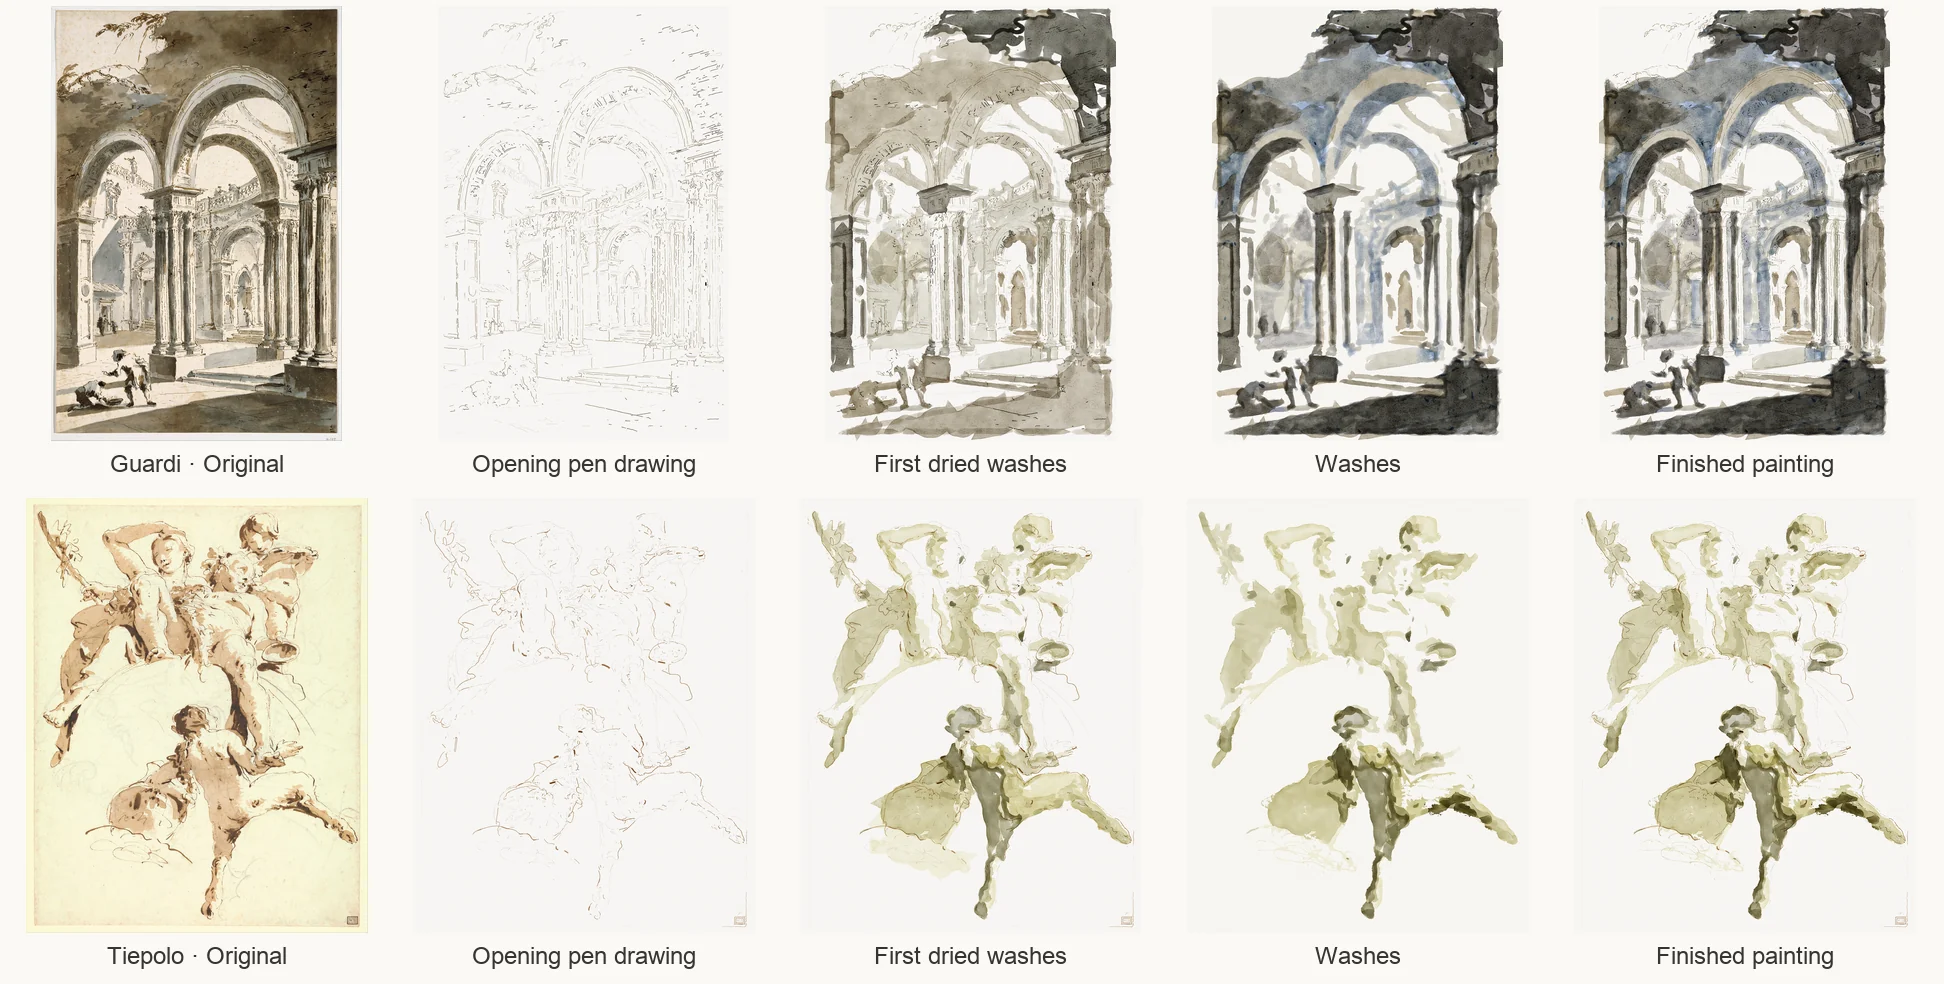 Guardi · Original
Opening pen drawing
First dried washes
Washes
Finished painting
Tiepolo · Original
Opening pen drawing
First dried washes
Washes
Finished painting